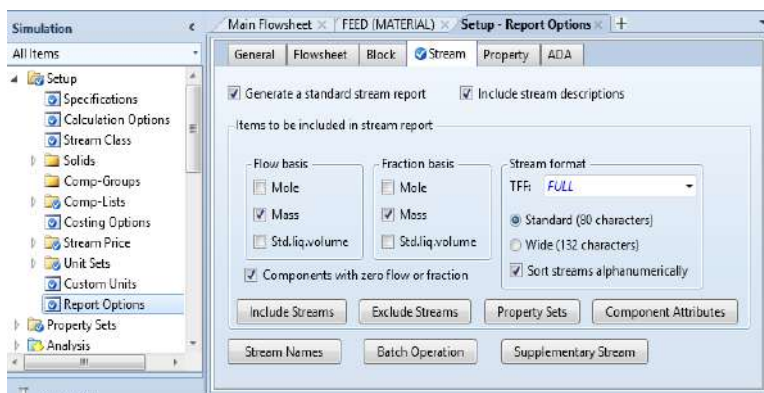 Simulation
Main Flowsheet × FEED (MATERIAL) × Setup - Report Options × +
All Items
General Flowsheet Block Stream Property ADA
Setup
Specifications
Calculation Options
Stream Class
Solids
Comp-Groups
Comp-Lists
Costing Options
Stream Price
Unit Sets
Custom Units
Report Options
Property Sets
Analysis
Generate a standard stream report Include stream descriptions
Items to be included in stream report
Flow basis Fraction basis Stream format
Mole Mole TFF: FULL
Mass Mass Standard (80 characters)
Std.liq.volume Std.liq.volume Wide (132 characters)
Components with zero flow or fraction Sort streams alphanumerically
Include Streams Exclude Streams Property Sets Component Attributes
Stream Names Batch Operation Supplementary Stream